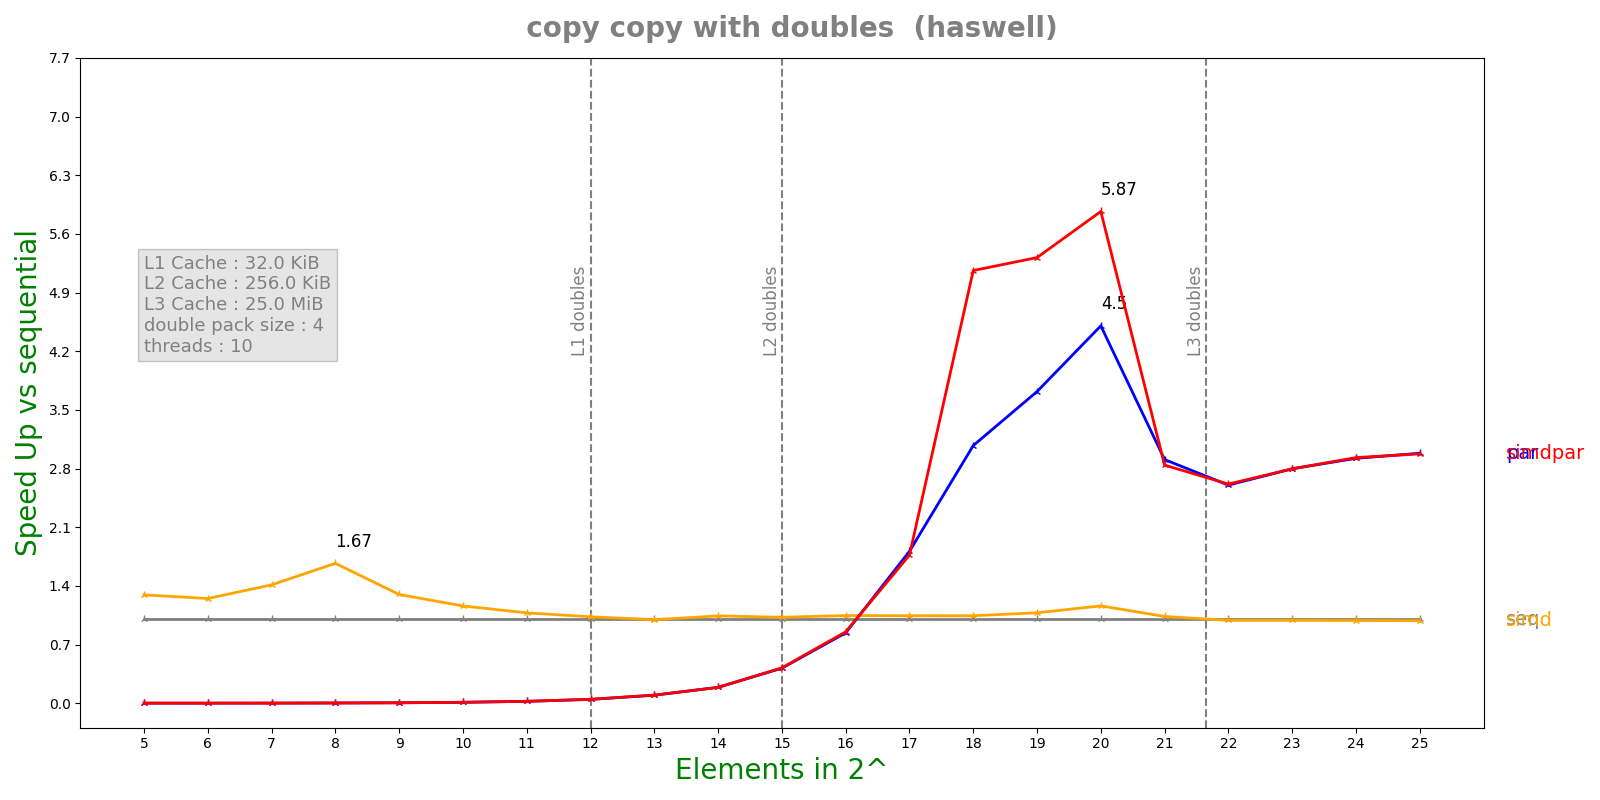 copy copy with doubles  (haswell)
Speed Up vs sequential
7.7
7.0
6.3
5.6
4.9
4.2
3.5
2.8
2.1
1.4
0.7
0.0
L1 Cache : 32.0 KiB
L2 Cache : 256.0 KiB
L3 Cache : 25.0 MiB
double pack size : 4
threads : 10
1.67
L1 doubles
L2 doubles
L3 doubles
5.87
4.5
par
simdpar
seq
simd
5 6 7 8 9 10 11 12 13 14 15 16 17 18 19 20 21 22 23 24 25
Elements in 2^